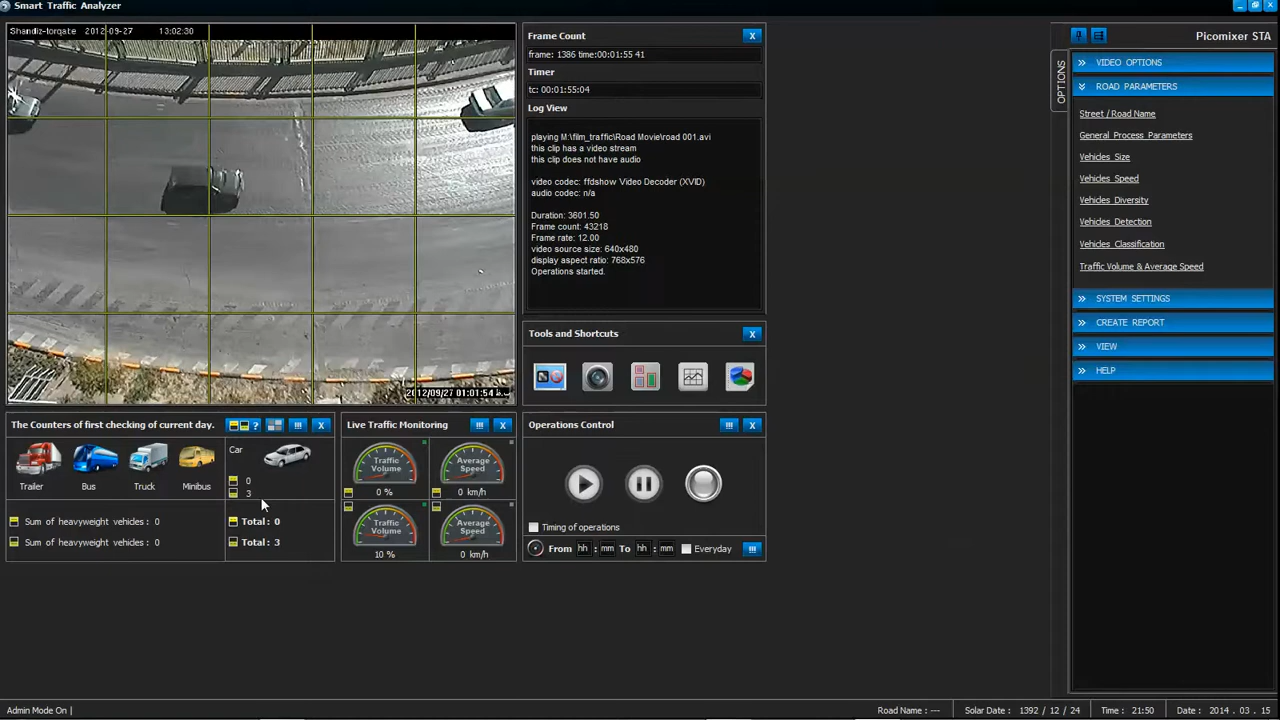 Smart Traffic Analyzer
Shandiz-torqate 2012-09-27 13:02:30
2012/09/27 01:01:54
Frame Count
X
frame: 1386 time:00:01:55 41
Timer
tc: 00:01:55:04
Log View
playing M:\film_traffic\Road Movie\road 001.avi
this clip has a video stream
this clip does not have audio
video codec: ffdshow Video Decoder (XVID)
audio codec: n/a
Duration: 3601.50
Frame count: 43218
Frame rate: 12.00
video source size: 640x480
display aspect ratio: 768x576
Operations started.
Tools and Shortcuts
X
Picomixer STA
OPTIONS
VIDEO OPTIONS
ROAD PARAMETERS
Street / Road Name
General Process Parameters
Vehicles Size
Vehicles Speed
Vehicles Diversity
Vehicles Detection
Vehicles Classification
Traffic Volume & Average Speed
SYSTEM SETTINGS
CREATE REPORT
VIEW
HELP
The Counters of first checking of current day.
? !!! X
Trailer
Bus
Truck
Minibus
Car
0
3
Sum of heavyweight vehicles : 0
Total : 0
Sum of heavyweight vehicles : 0
Total : 3
Live Traffic Monitoring
!!! X
Traffic Volume
0 %
Average Speed
0 km/h
Traffic Volume
10 %
Average Speed
0 km/h
Operations Control
!!! X
Timing of operations
From hh : mm To hh : mm Everyday !!!
Admin Mode On |
Road Name : ---
Solar Date : 1392 / 12 / 24
Time : 21:50
Date : 2014 . 03 . 15